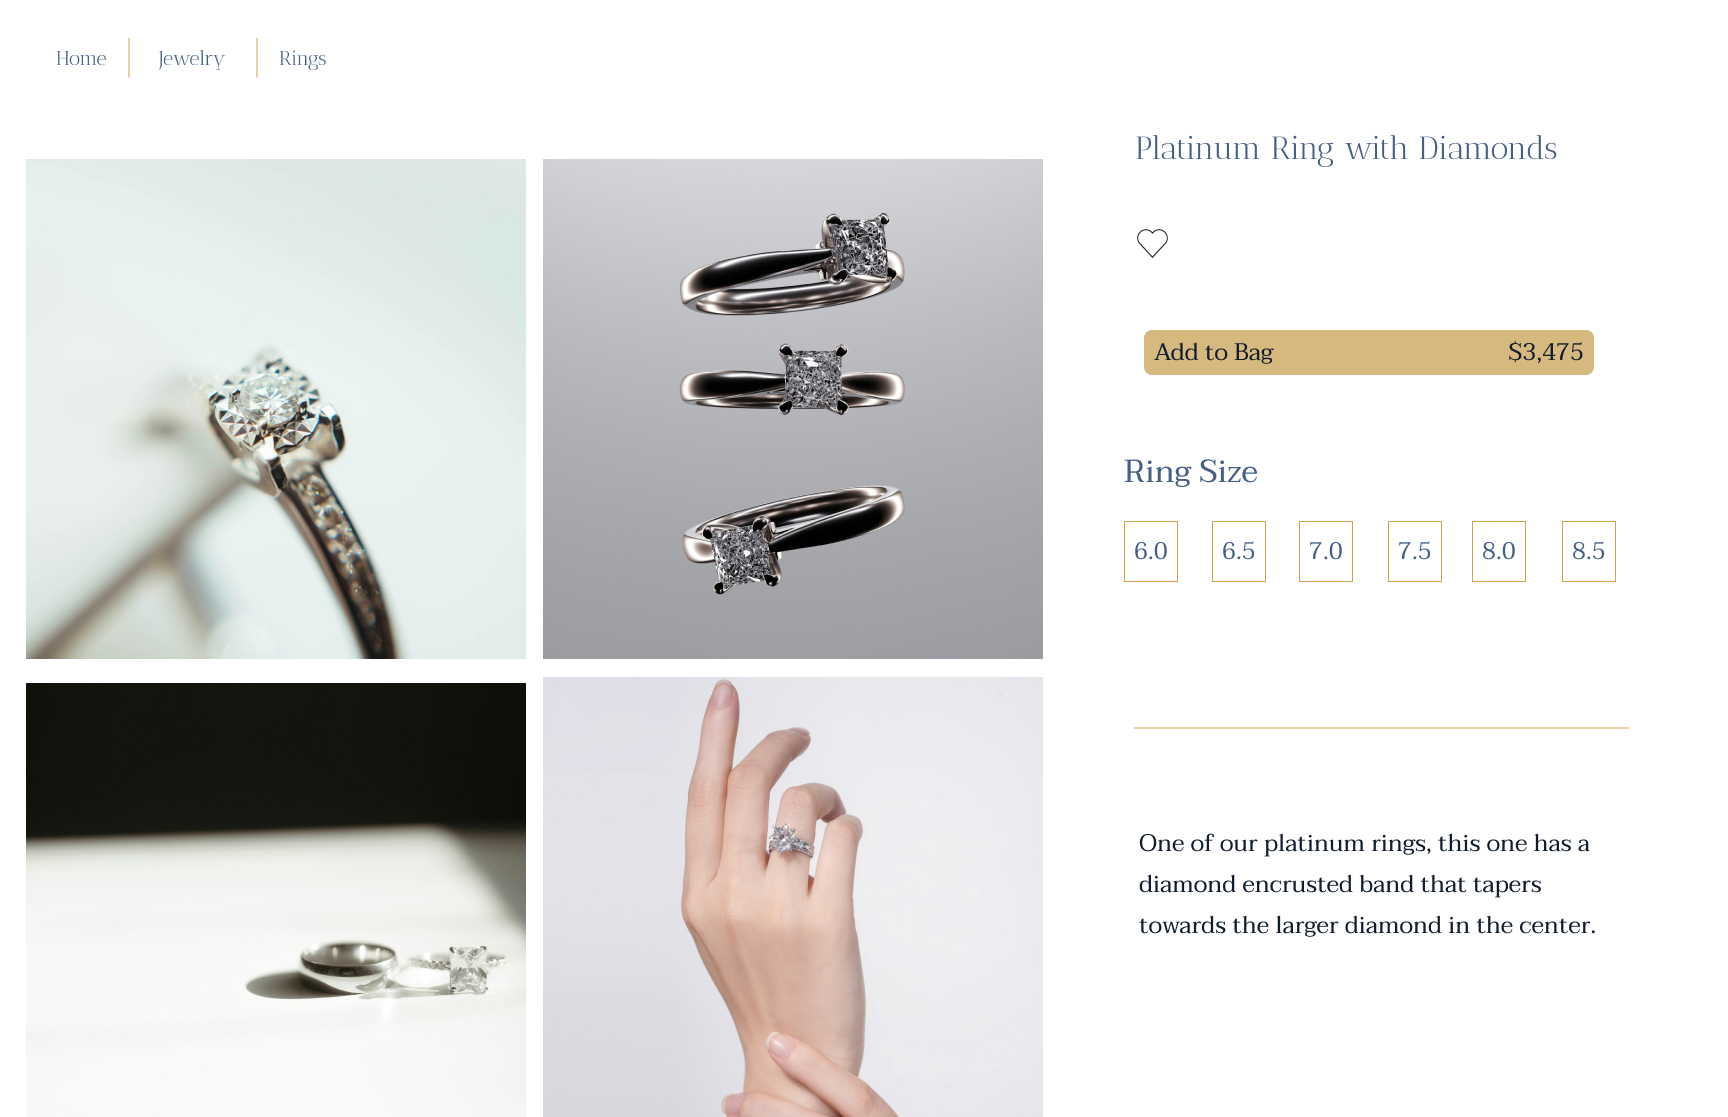 Home
Jewelry
Rings
Platinum Ring with Diamonds
Add to Bag $3,475
Ring Size
6.0 6.5 7.0 7.5 8.0 8.5
One of our platinum rings, this one has a
diamond encrusted band that tapers
towards the larger diamond in the center.